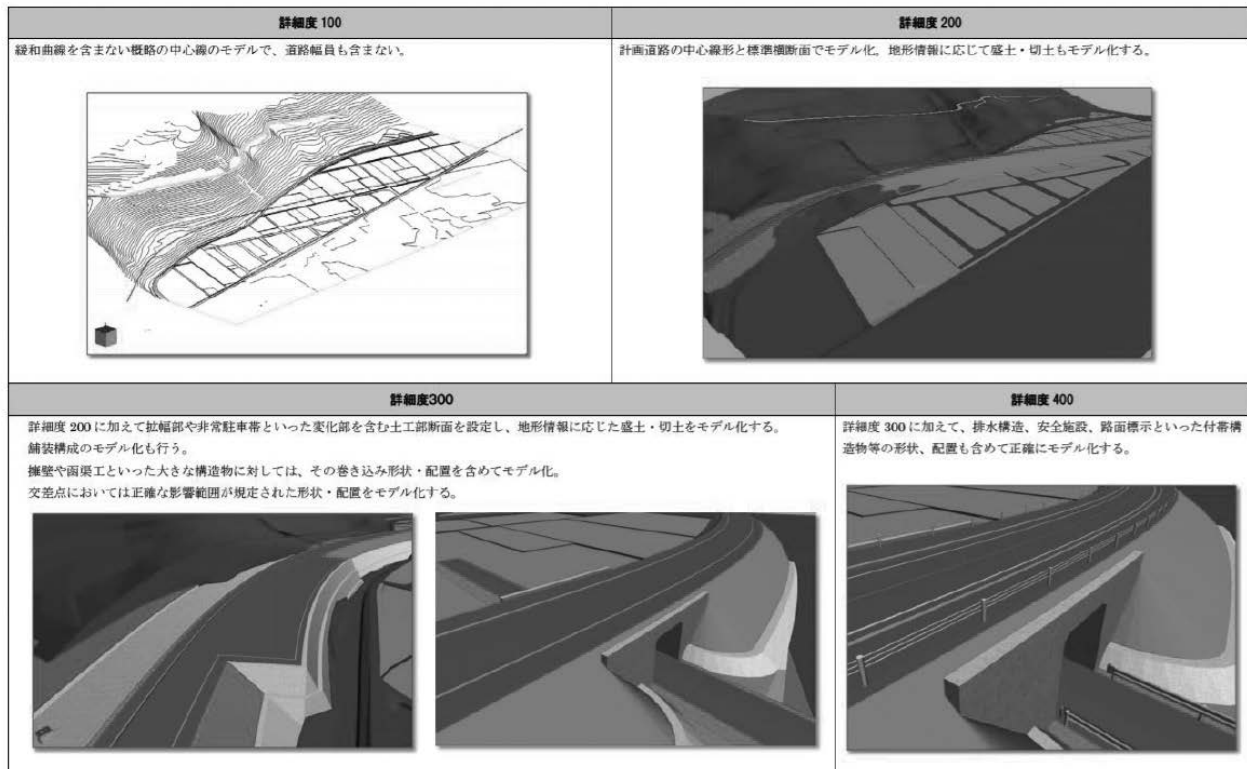 詳細度 100
緩和曲線を含まない概略の中心線のモデルで、道路幅員も含まない。
詳細度 200
計画道路の中心線形と標準横断面でモデル化。地形情報に応じて盛土・切土もモデル化する。
詳細度300
詳細度 200 に加えて拡幅部や非常駐車帯といった変化部を含む土工部断面を設定し、地形情報に応じた盛土・切土をモデル化する。
舗装構成のモデル化も行う。
擁壁や函渠工といった大きな構造物に対しては、その巻き込み形状・配置を含めてモデル化。
交差点においては正確な影響範囲が規定された形状・配置をモデル化する。
詳細度 400
詳細度 300 に加えて、排水構造、安全施設、路面標示といった付帯構
造物等の形状、配置も含めて正確にモデル化する。